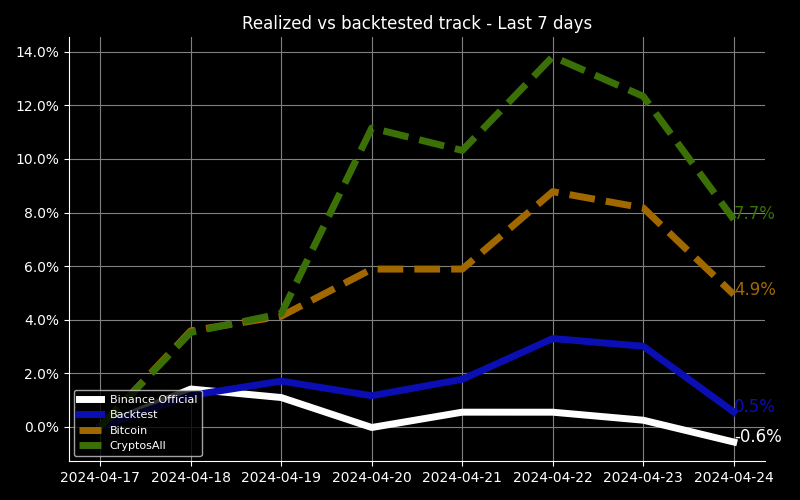 Realized vs backtested track - Last 7 days
14.0%
12.0%
10.0%
8.0%
6.0%
4.0%
2.0%
0.0%
7.7%
4.9%
0.5%
-0.6%
Binance Official
Backtest
Bitcoin
CryptosAll
2024-04-17 2024-04-18 2024-04-19 2024-04-20 2024-04-21 2024-04-22 2024-04-23 2024-04-24